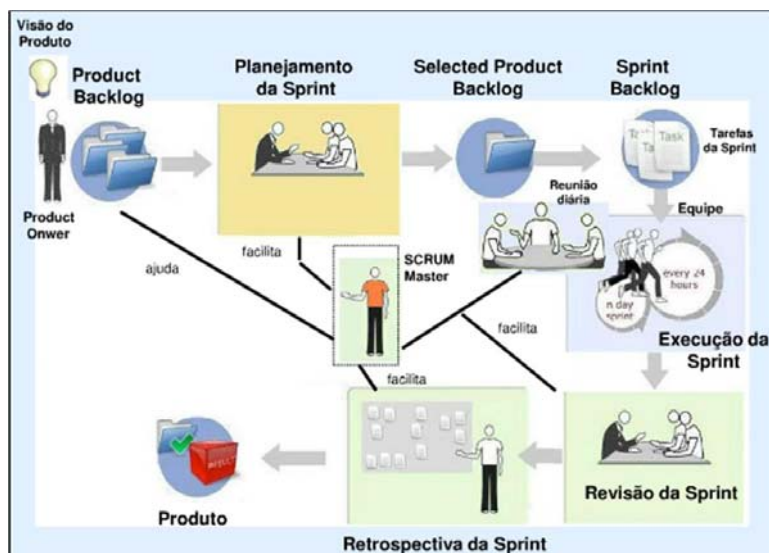 Visão do
Produto
Product
Backlog
Planejamento
da Sprint
Selected Product
Backlog
Sprint
Backlog
Task
Tarefas
da Sprint
Product
Onwer
Reunião
diária
Equipe
ajuda
facilita
SCRUM
Master
every 24
hours
n day
sprint
facilita
Execução da
Sprint
facilita
RESULT
Produto
Revisão da Sprint
Retrospectiva da Sprint